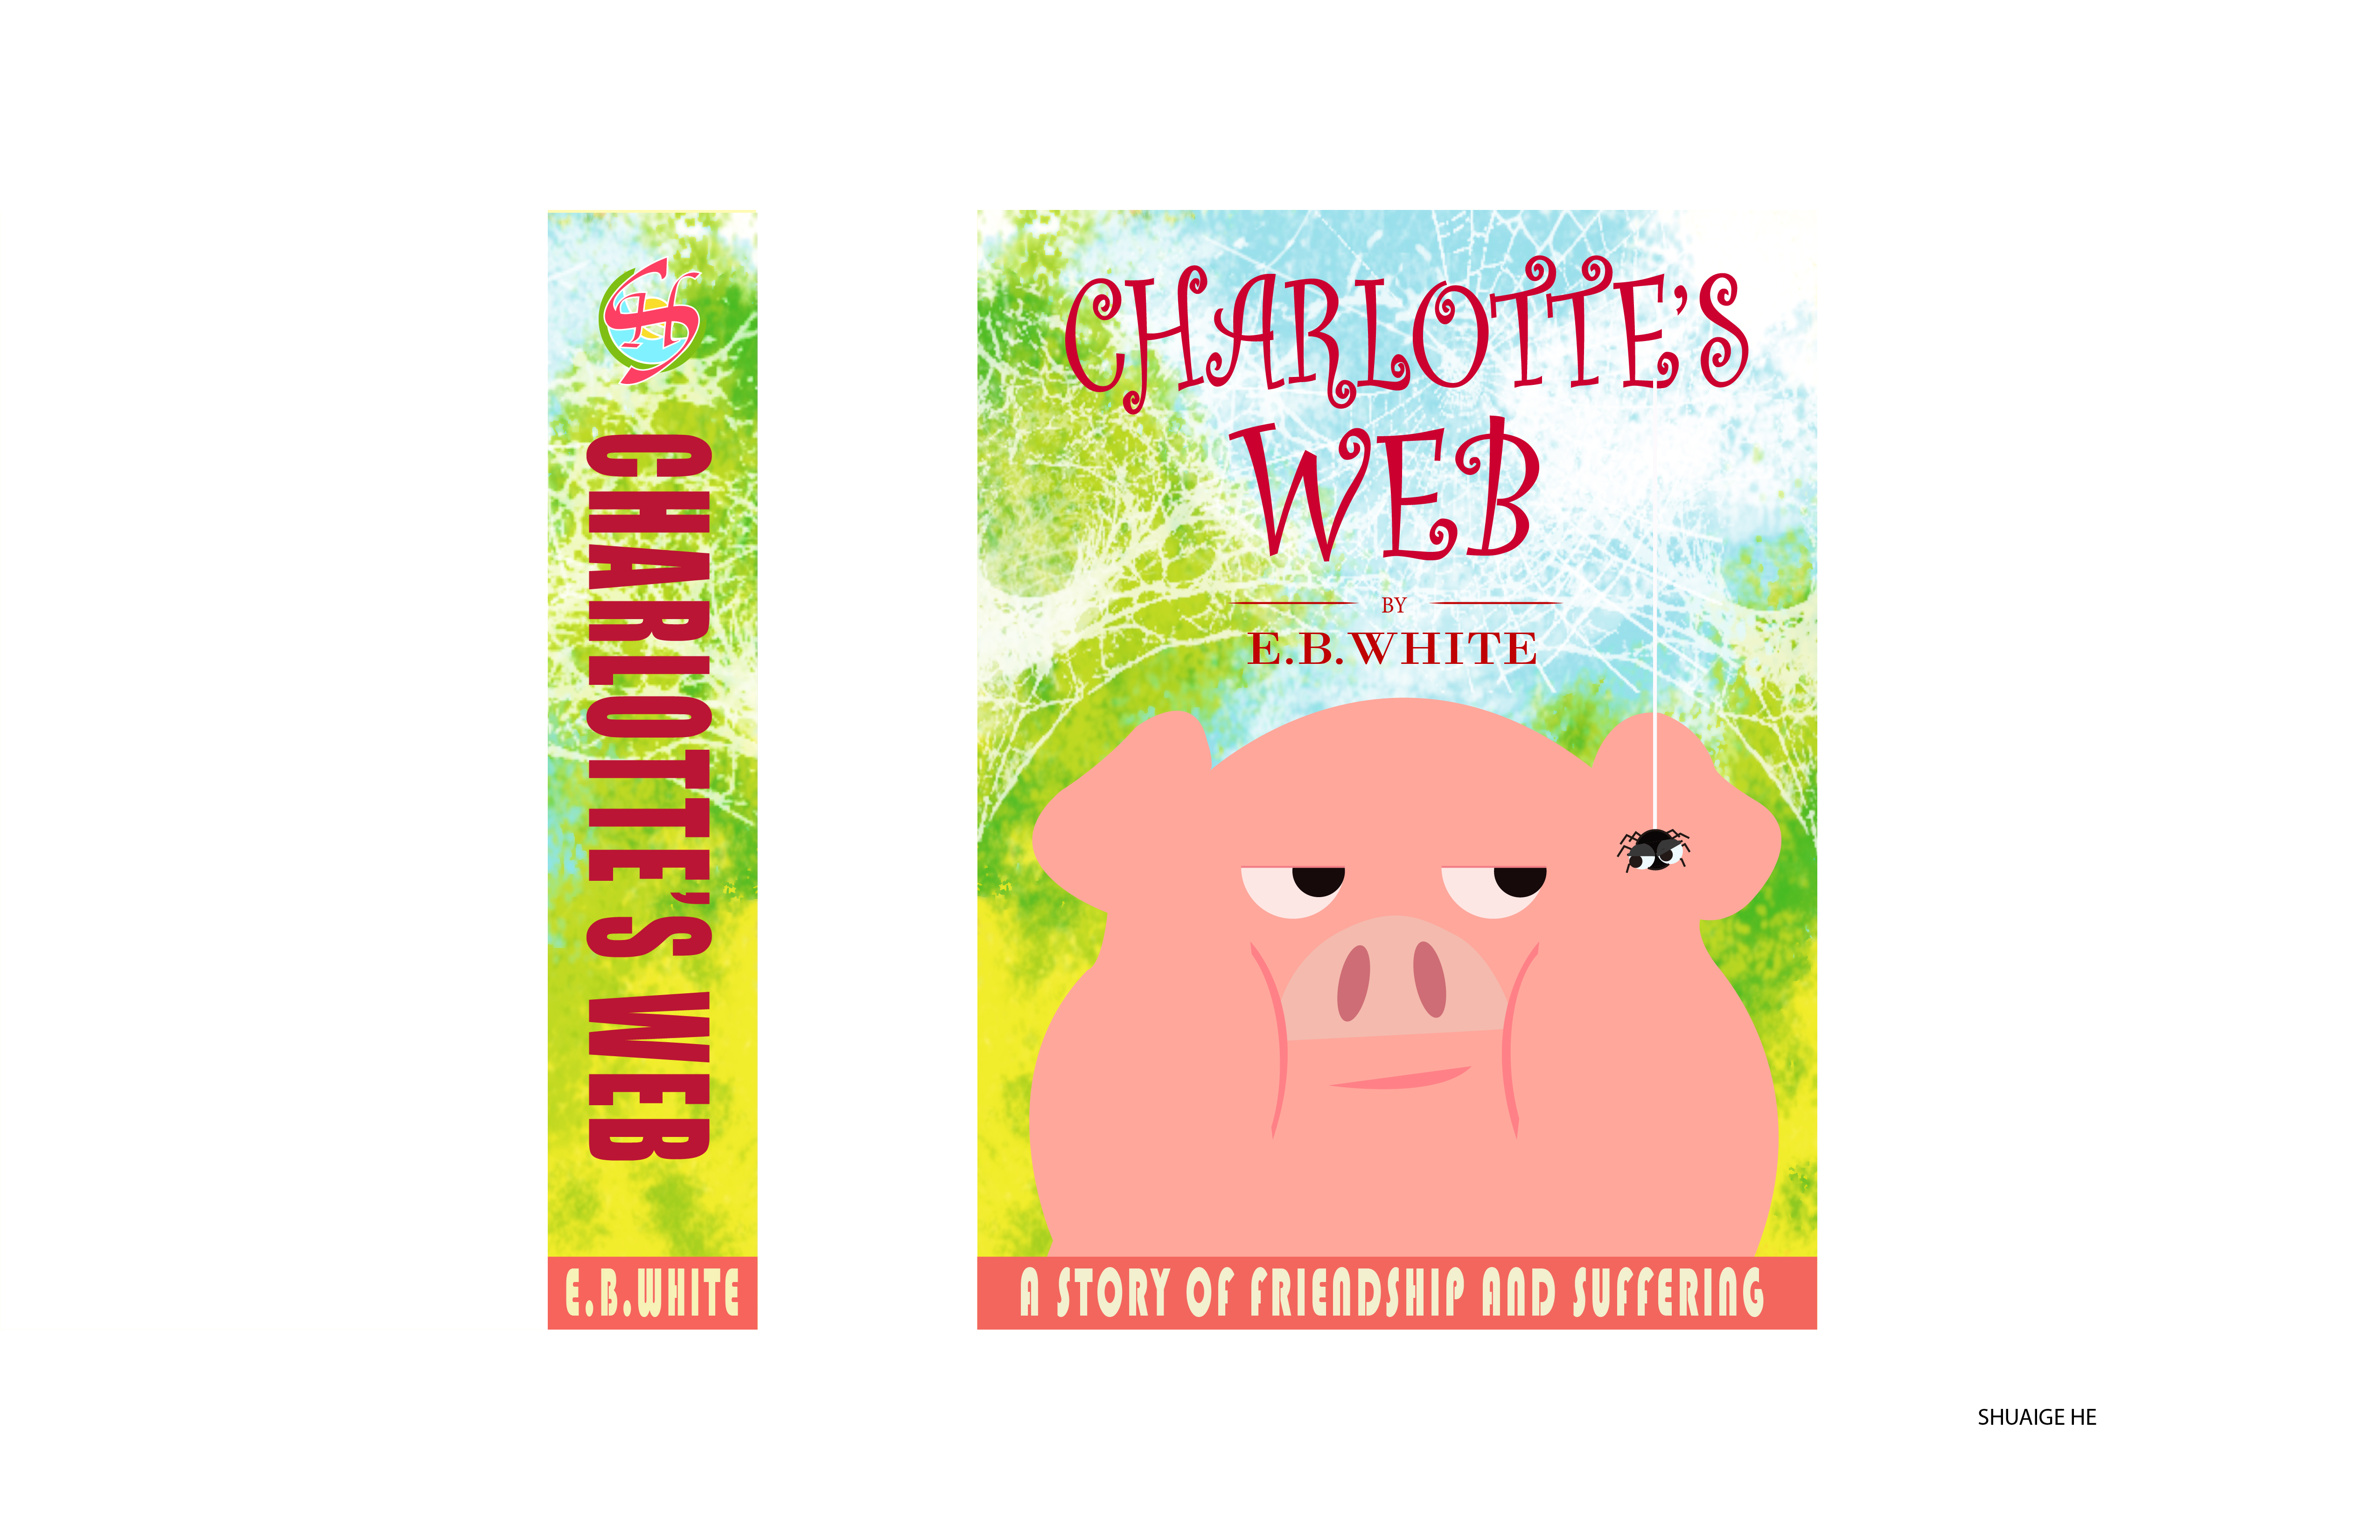 CHARLOTTE'S WEB
E.B.WHITE
CHARLOTTE'S
WEB
BY
E.B.WHITE
A STORY OF FRIENDSHIP AND SUFFERING
SHUAIGE HE